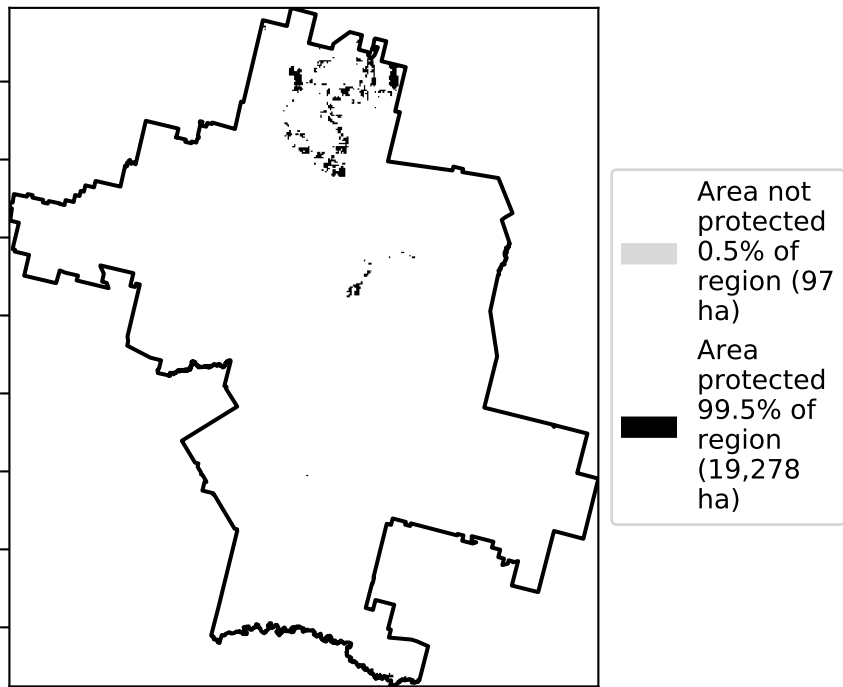 Area not
protected
0.5% of
region (97
ha)
Area
protected
99.5% of
region
(19,278
ha)